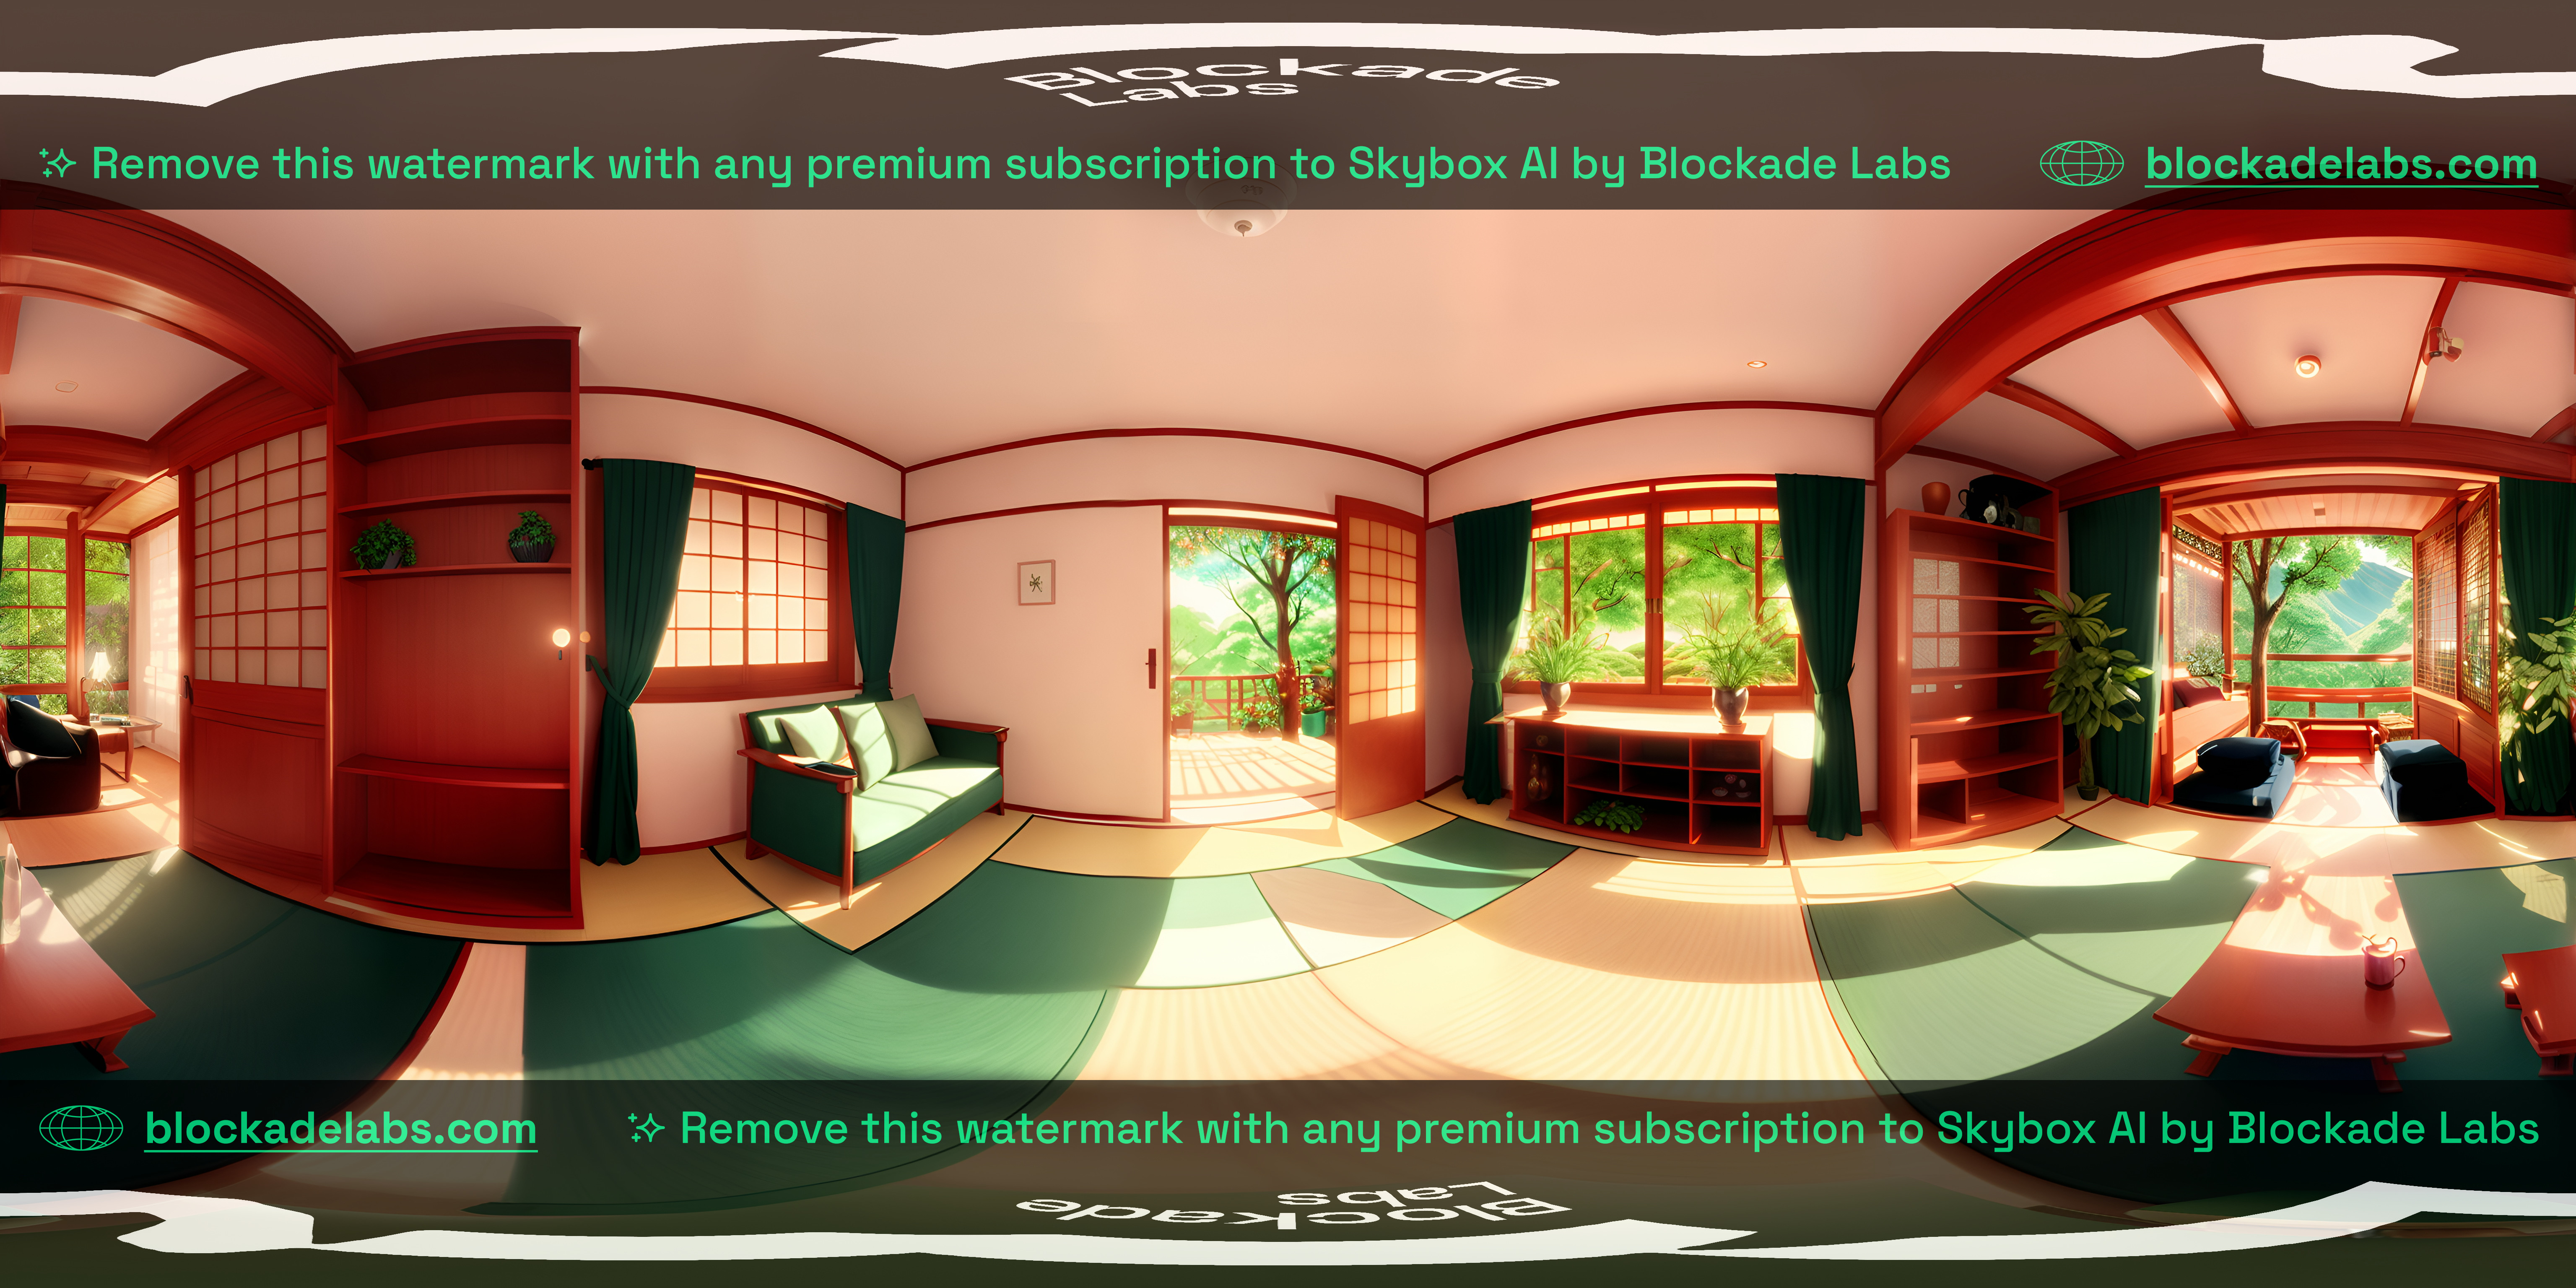 Blockade
Labs
Remove this watermark with any premium subscription to Skybox AI by Blockade Labs
blockadelabs.com
blockadelabs.com
Remove this watermark with any premium subscription to Skybox AI by Blockade Labs
Labs
Blockade